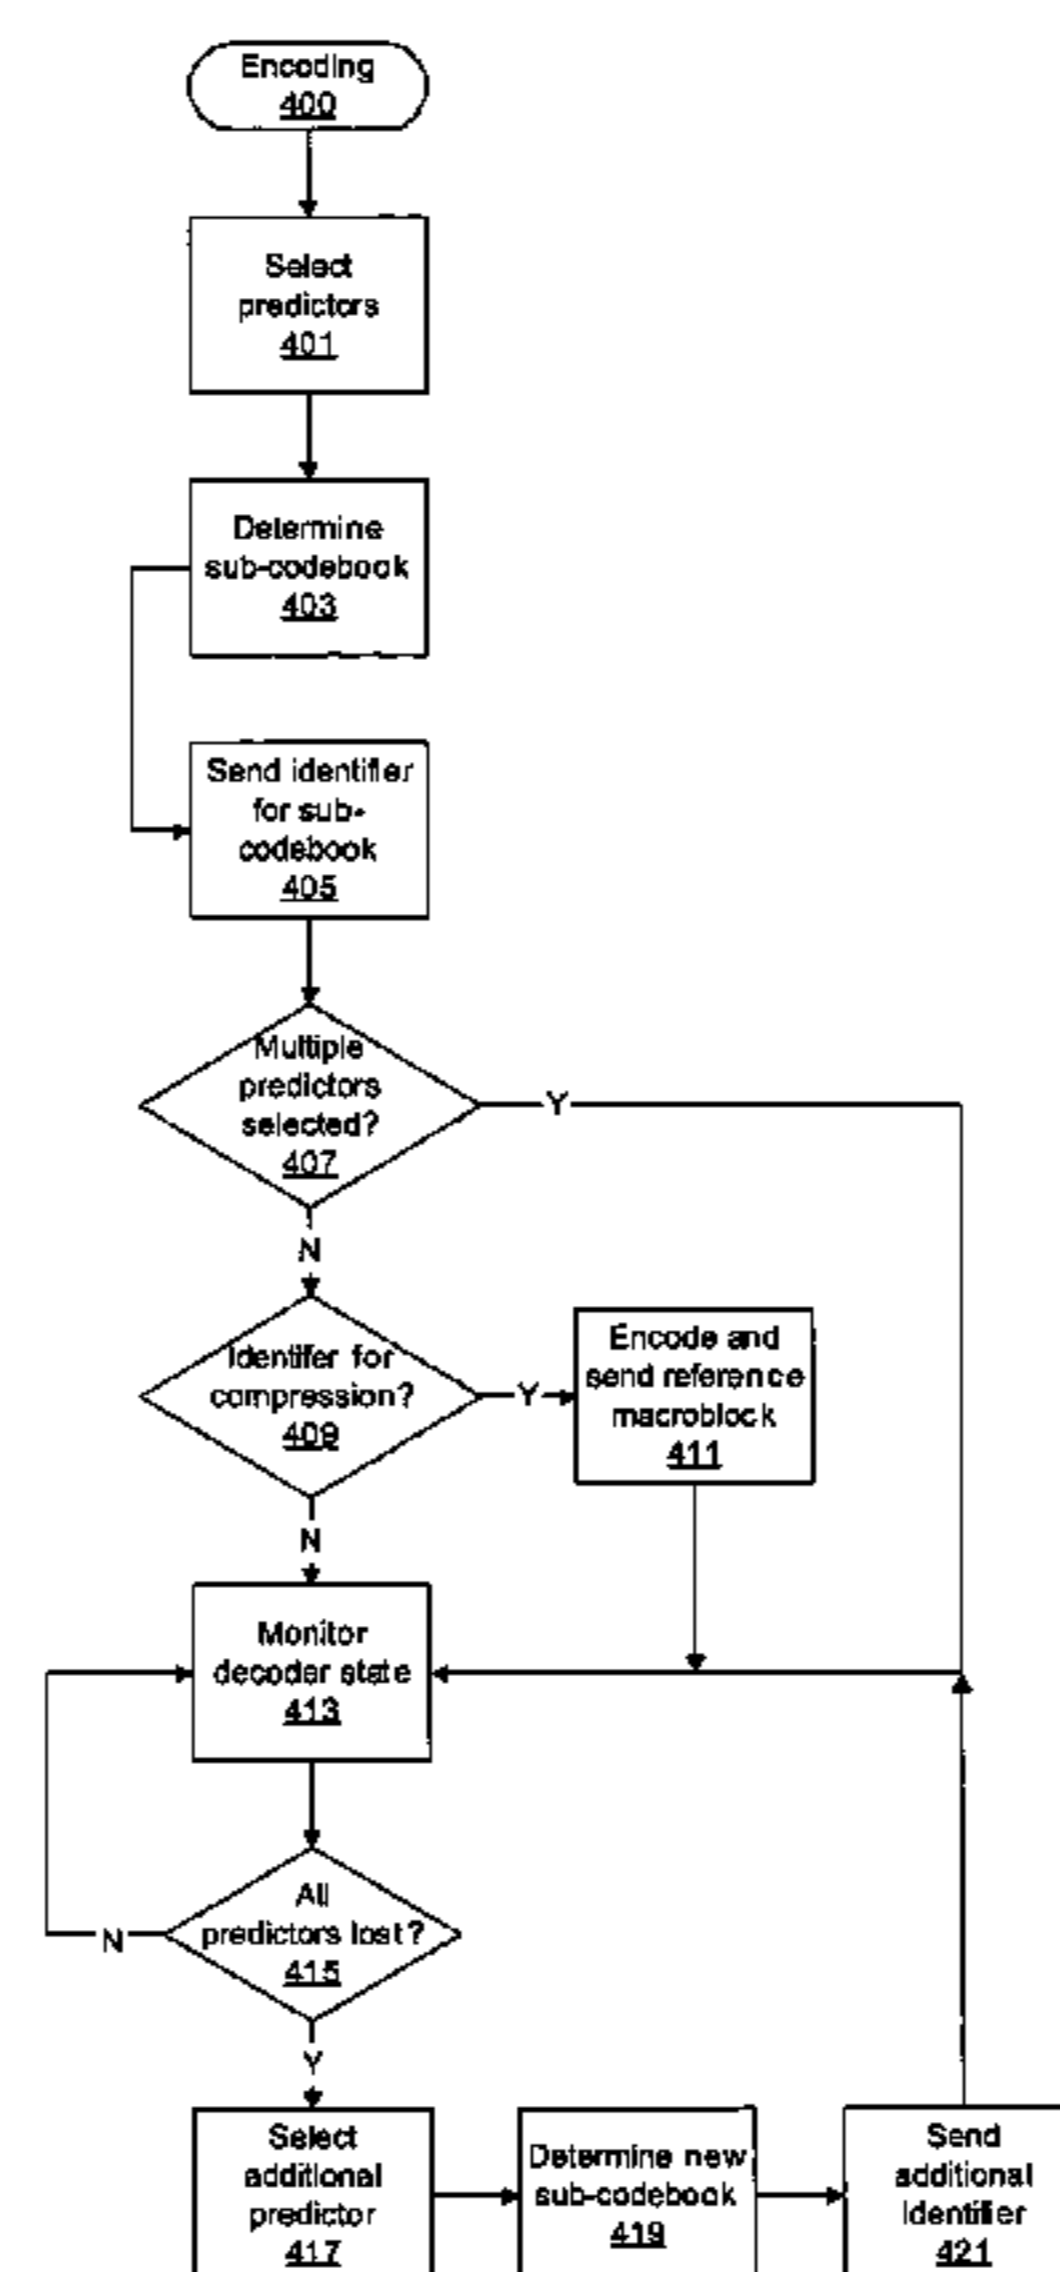 Encoding
400
Select
predictors
401
Determine
sub-codebook
403
Send identifier
for sub-
codebook
405
Multiple
predictors
selected?
407
Y
N
Identifer for
compression?
409
Y
Encode and
send reference
macroblock
411
N
Monitor
decoder state
413
All
predictors lost?
415
N
Y
Select
additional
predictor
417
Determine new
sub-codebook
419
Send
additional
Identifier
421